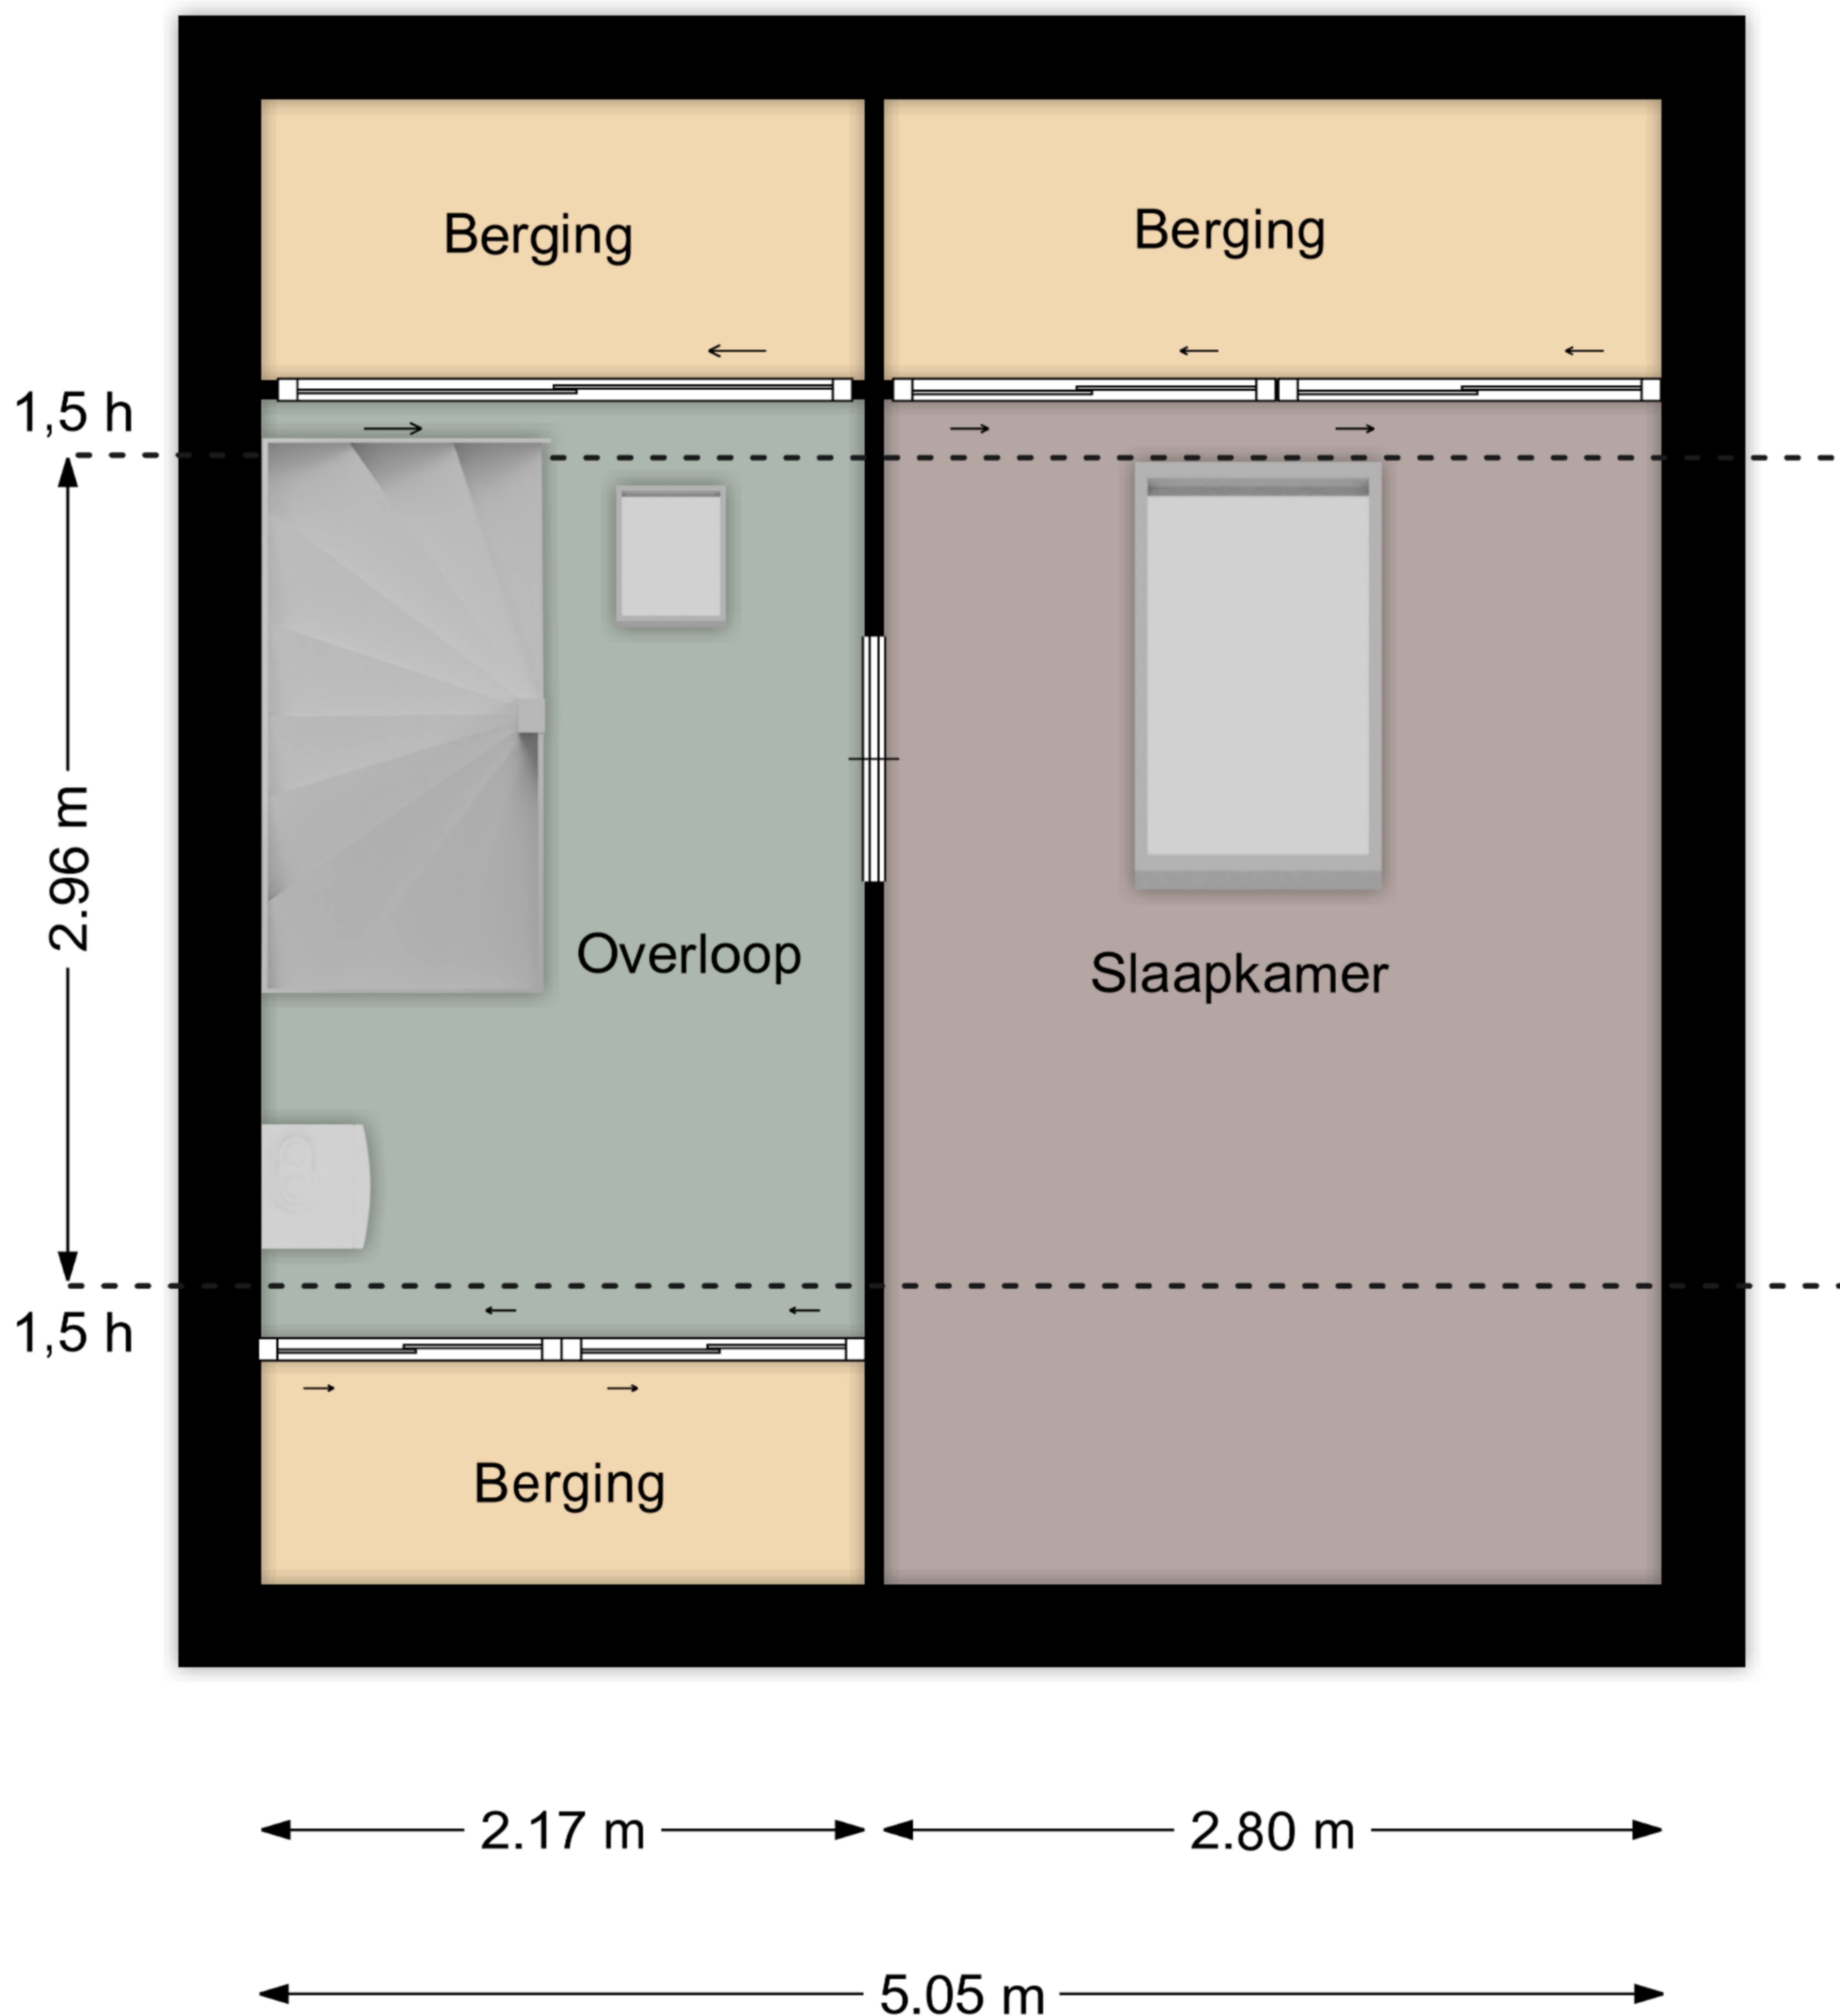 Berging
Berging
1,5 h
2.96 m
Overloop
Slaapkamer
1,5 h
Berging
2.17 m
2.80 m
5.05 m